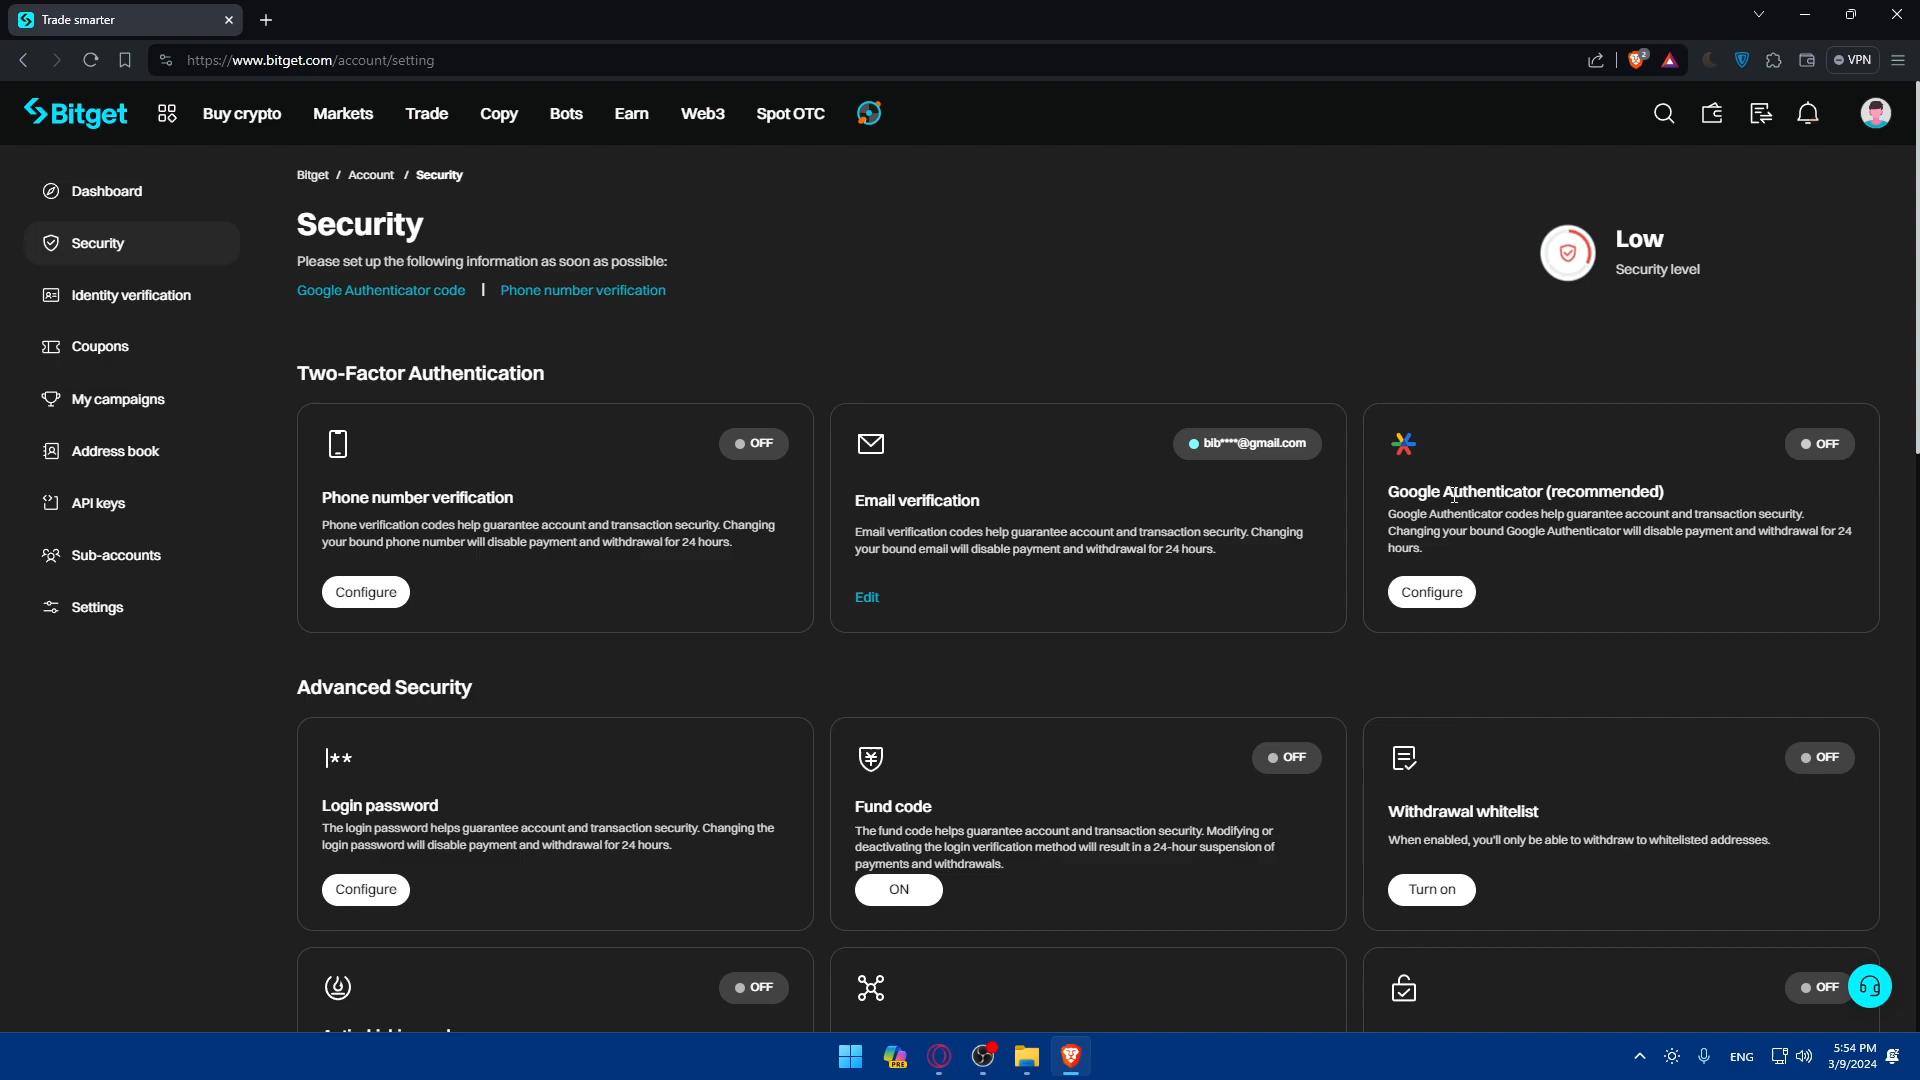 Trade smarter
https://www.bitget.com/account/setting
2
VPN
Bitget
Buy crypto
Markets
Trade
Copy
Bots
Earn
Web3
Spot OTC
Dashboard
Security
Identity verification
Coupons
My campaigns
Address book
API keys
Sub-accounts
Settings
Bitget / Account / Security
Security
Please set up the following information as soon as possible:
Google Authenticator code | Phone number verification
Low
Security level
Two-Factor Authentication
OFF
Phone number verification
Phone verification codes help guarantee account and transaction security. Changing
your bound phone number will disable payment and withdrawal for 24 hours.
Configure
bib****@gmail.com
Email verification
Email verification codes help guarantee account and transaction security. Changing
your bound email will disable payment and withdrawal for 24 hours.
Edit
OFF
Google Authenticator (recommended)
Google Authenticator codes help guarantee account and transaction security.
Changing your bound Google Authenticator will disable payment and withdrawal for 24
hours.
Configure
Advanced Security
Login password
The login password helps guarantee account and transaction security. Changing the
login password will disable payment and withdrawal for 24 hours.
Configure
OFF
Fund code
The fund code helps guarantee account and transaction security. Modifying or
deactivating the login verification method will result in a 24-hour suspension of
payments and withdrawals.
ON
OFF
Withdrawal whitelist
When enabled, you'll only be able to withdraw to whitelisted addresses.
Turn on
OFF
OFF
PRE
ENG
5:54 PM
3/9/2024